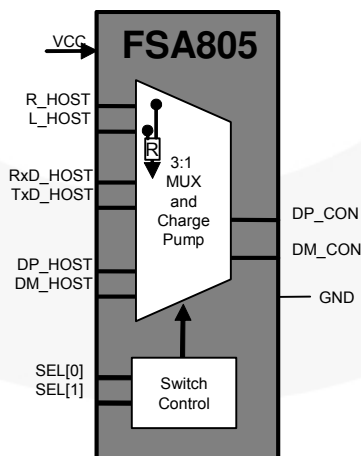 FSA805
VCC
R_HOST
L_HOST
R
RxD_HOST
TxD_HOST
3:1
MUX
and
Charge
Pump
DP_HOST
DM_HOST
DP_CON
DM_CON
GND
SEL[0]
SEL[1]
Switch
Control